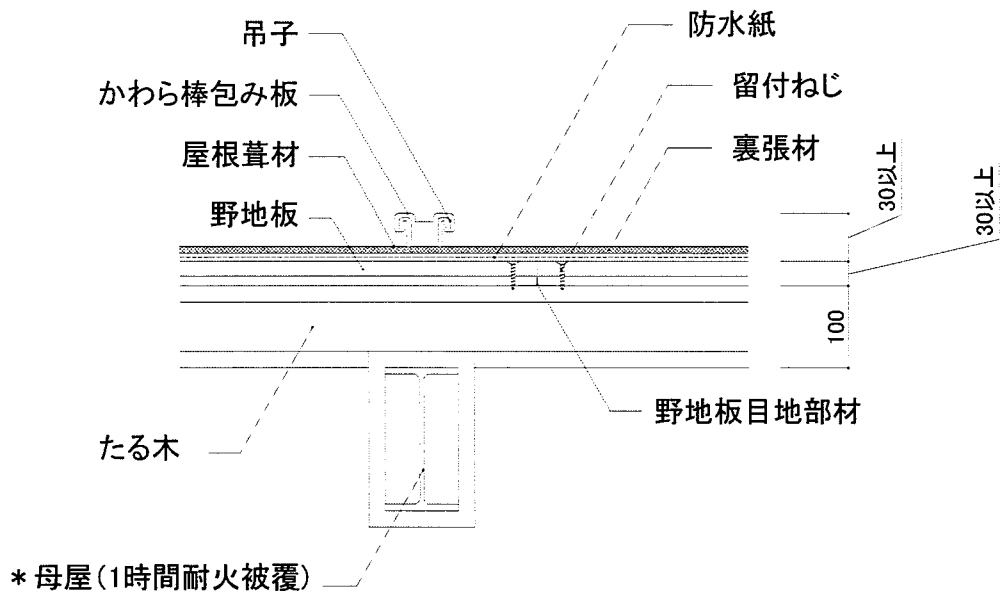 吊子
かわら棒包み板
屋根葺材
野地板
防水紙
留付ねじ
裏張材
30以上
30以上
100
野地板目地部材
たる木
*母屋(1時間耐火被覆)